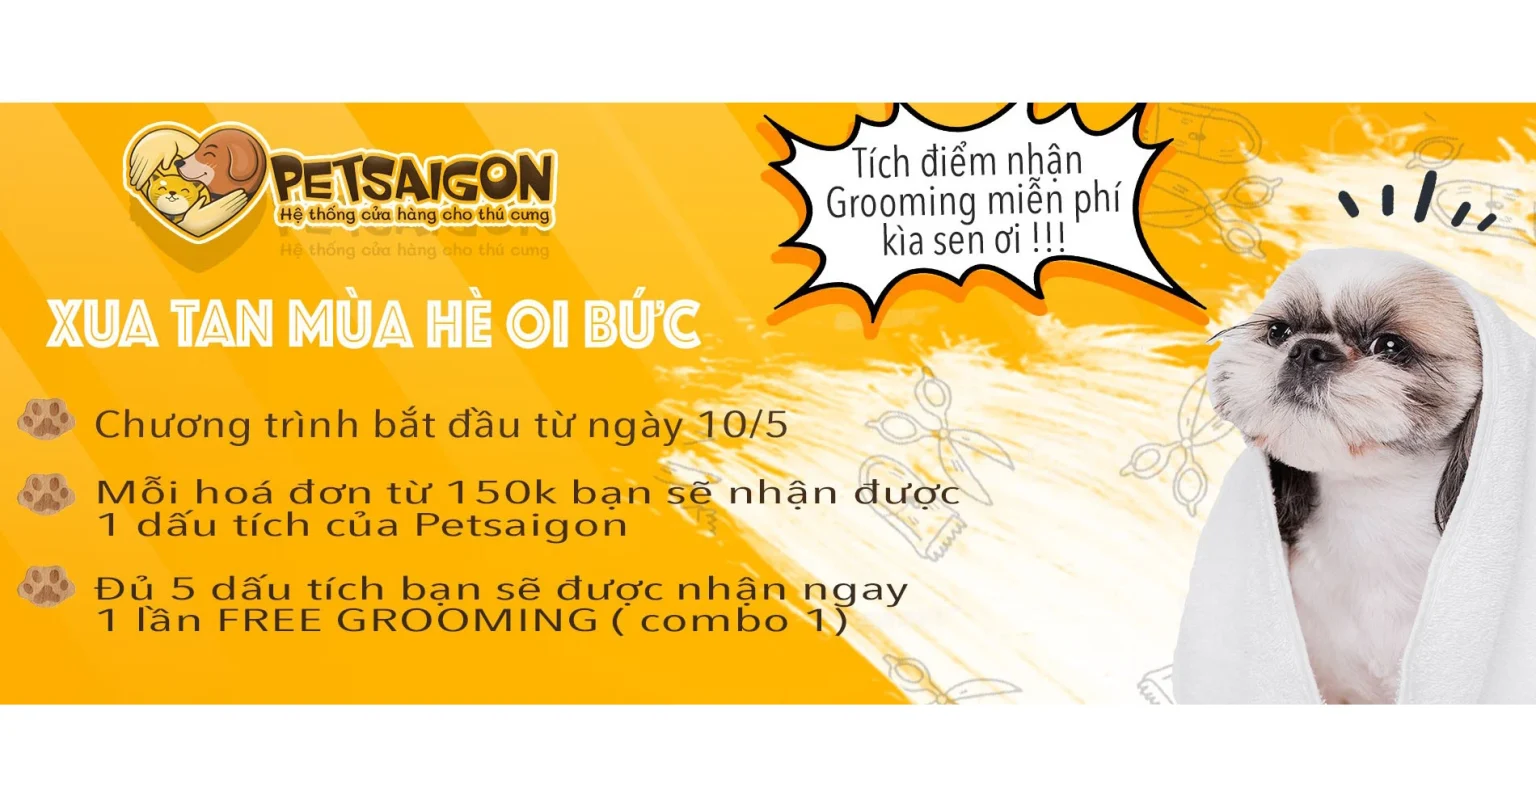 PETSAIGON
Hệ thống cửa hàng cho thú cưng
Hệ thống cửa hàng cho thú cưng
Tích điểm nhận
Grooming miễn phí
kìa sen ơi !!!
XUA TAN MÙA HÈ OI BỨC
Chương trình bắt đầu từ ngày 10/5
Mỗi hoá đơn từ 150k bạn sẽ nhận được
1 dấu tích của Petsaigon
Đủ 5 dấu tích bạn sẽ được nhận ngay
1 lần FREE GROOMING ( combo 1)